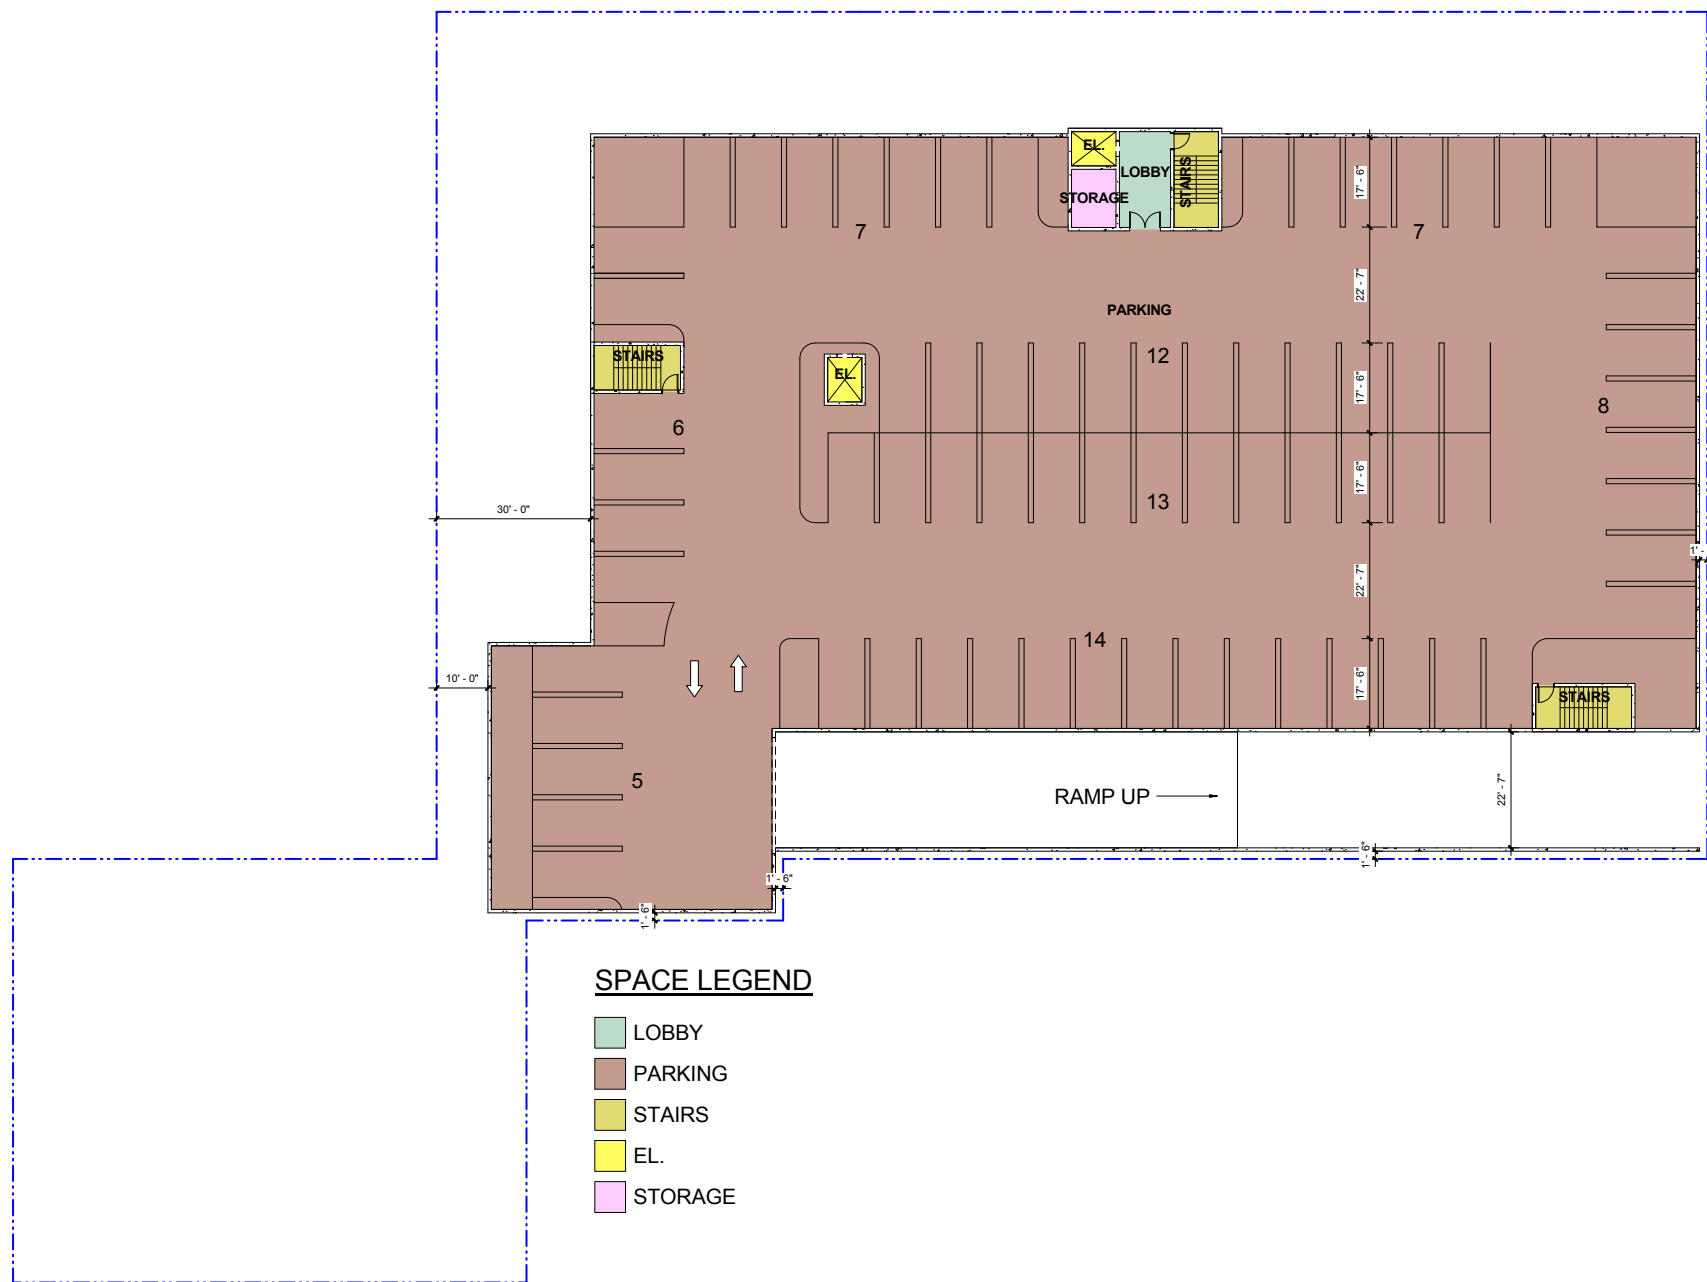 EL.
LOBBY
STAIRS
STORAGE
17' - 6"
7
7
22' - 7"
PARKING
STAIRS
12
EL.
17' - 6"
8
6
17' - 6"
13
30' - 0"
1' -
22' - 7"
14
10' - 0"
17' - 6"
STAIRS
5
RAMP UP
22' - 7"
1' - 6"
1' - 6"
1' - 6"
SPACE LEGEND
LOBBY
PARKING
STAIRS
EL.
STORAGE